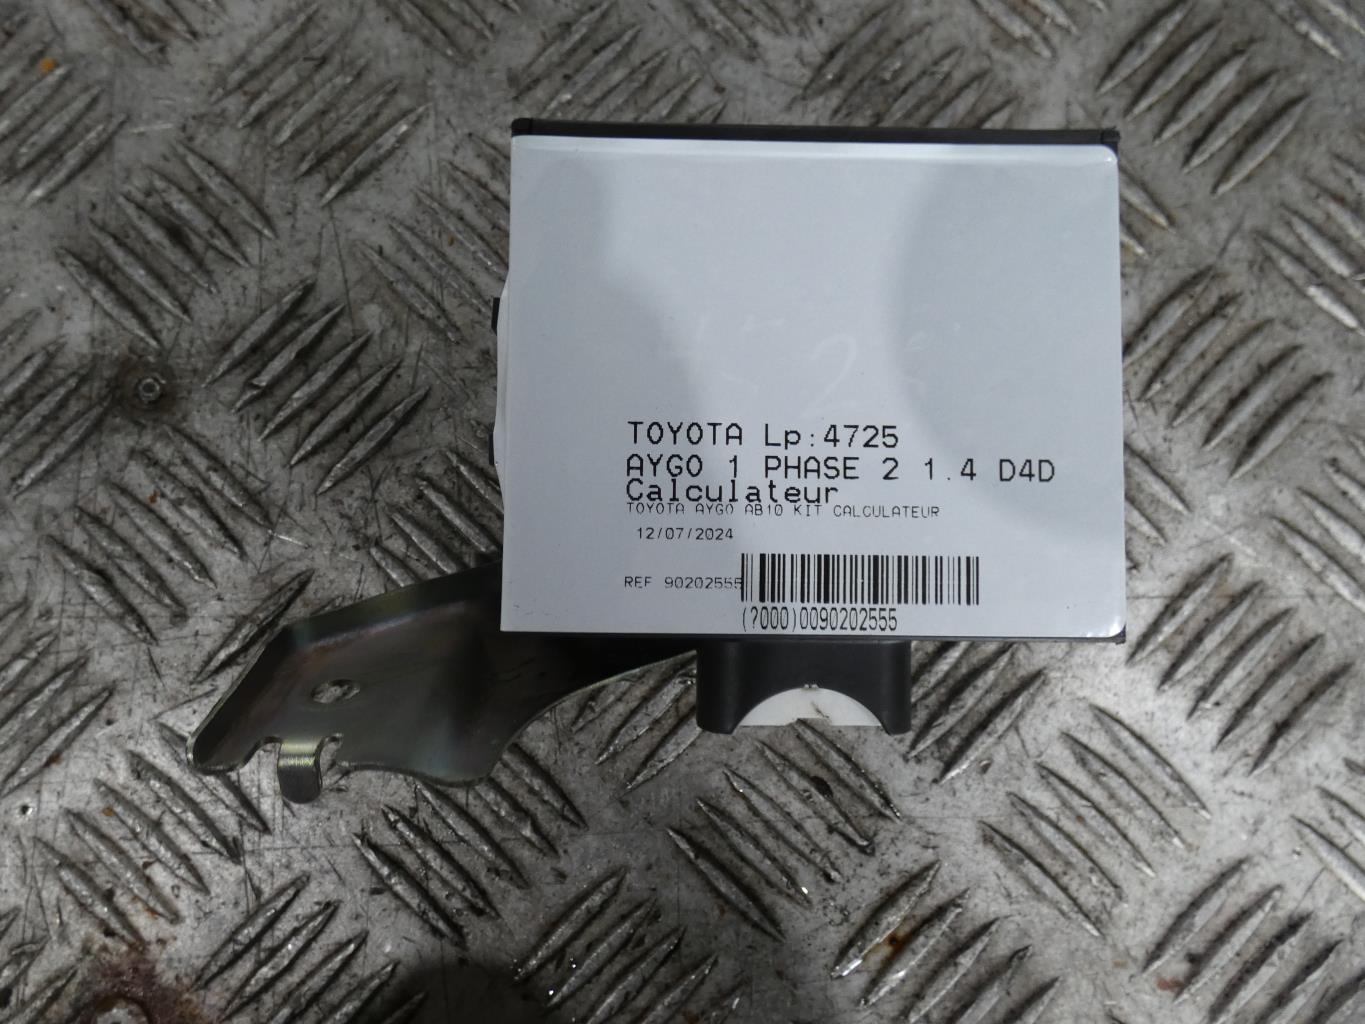 TOYOTA Lp:4725
AYGO 1 PHASE 2 1.4 D4D
Calculateur
TOYOTA AYGO AB10 KIT CALCULATEUR
12/07/2024
REF 90202555
(?000)0090202555